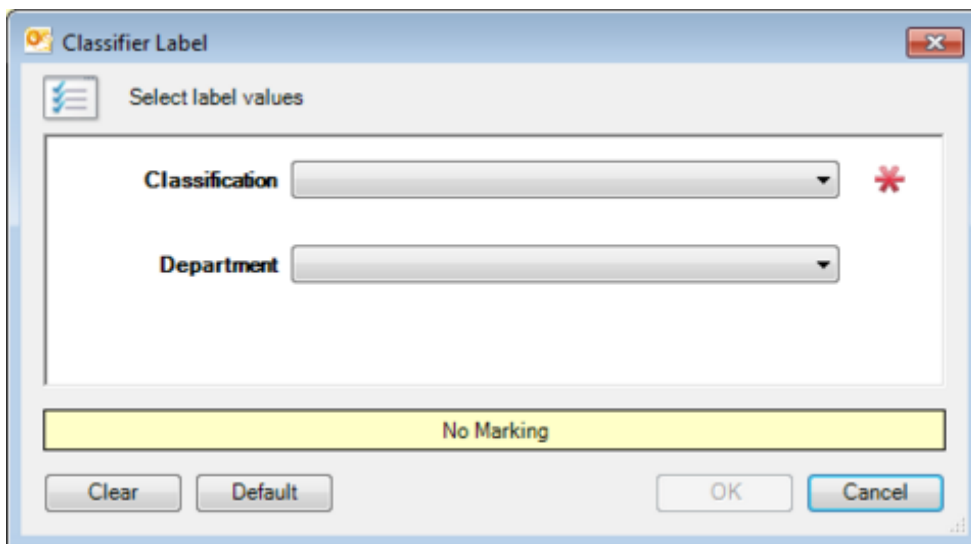 Classifier Label
Select label values
Classification
Department
No Marking
Clear Default OK Cancel